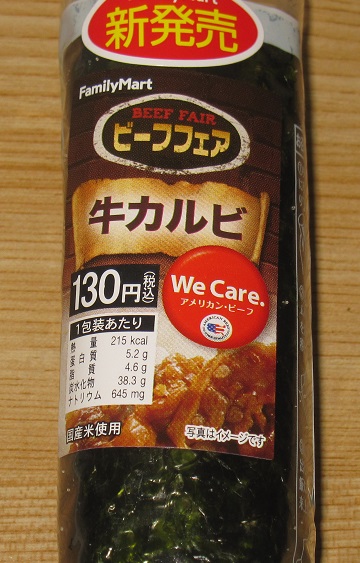 新発売
FamilyMart
BEEF FAIR
ビーフフェア
牛カルビ
130円(税込)
We Care.
アメリカン・ビーフ
1包装あたり
熱量 215 kcal
蛋白質 5.2 g
脂質 4.6 g
炭水化物 38.3 g
ナトリウム 645 mg
国産米使用
写真はイメージです